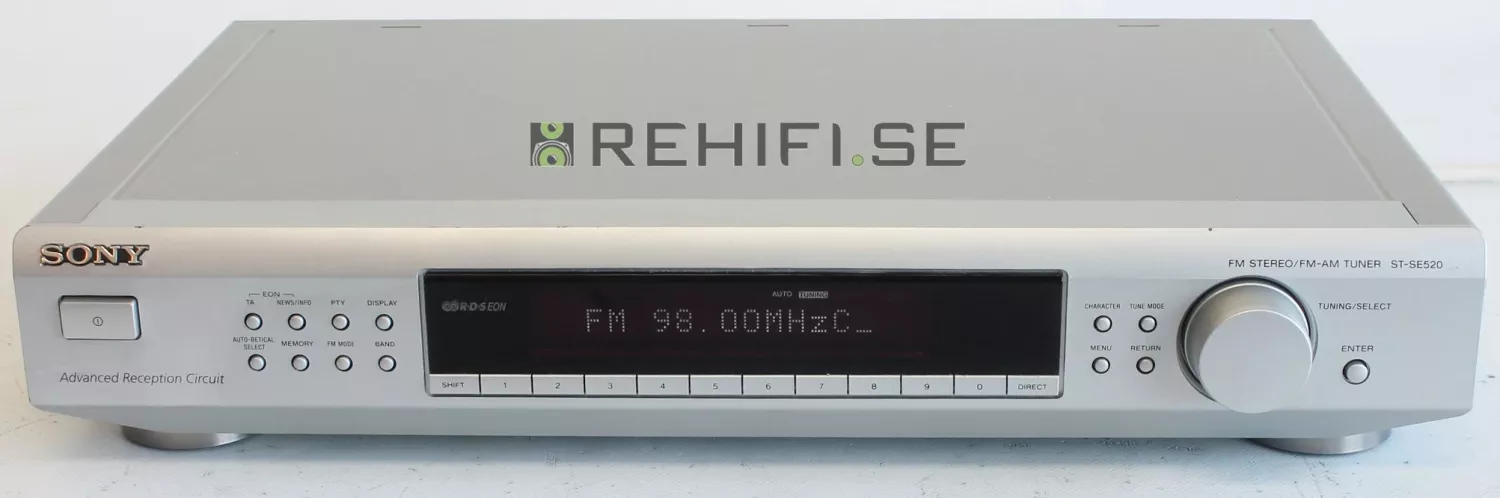 REHIFI.SE
SONY
FM STEREO/FM-AM TUNER ST-SE520
EON
TA NEWS/INFO PTY DISPLAY
AUTO-BETICAL SELECT MEMORY FM MODE BAND
Advanced Reception Circuit
R·D·S EON
AUTO TUNING
FM 98.00MHzC_
SHIFT 1 2 3 4 5 6 7 8 9 0 DIRECT
CHARACTER TUNE MODE
MENU RETURN
TUNING/SELECT
ENTER